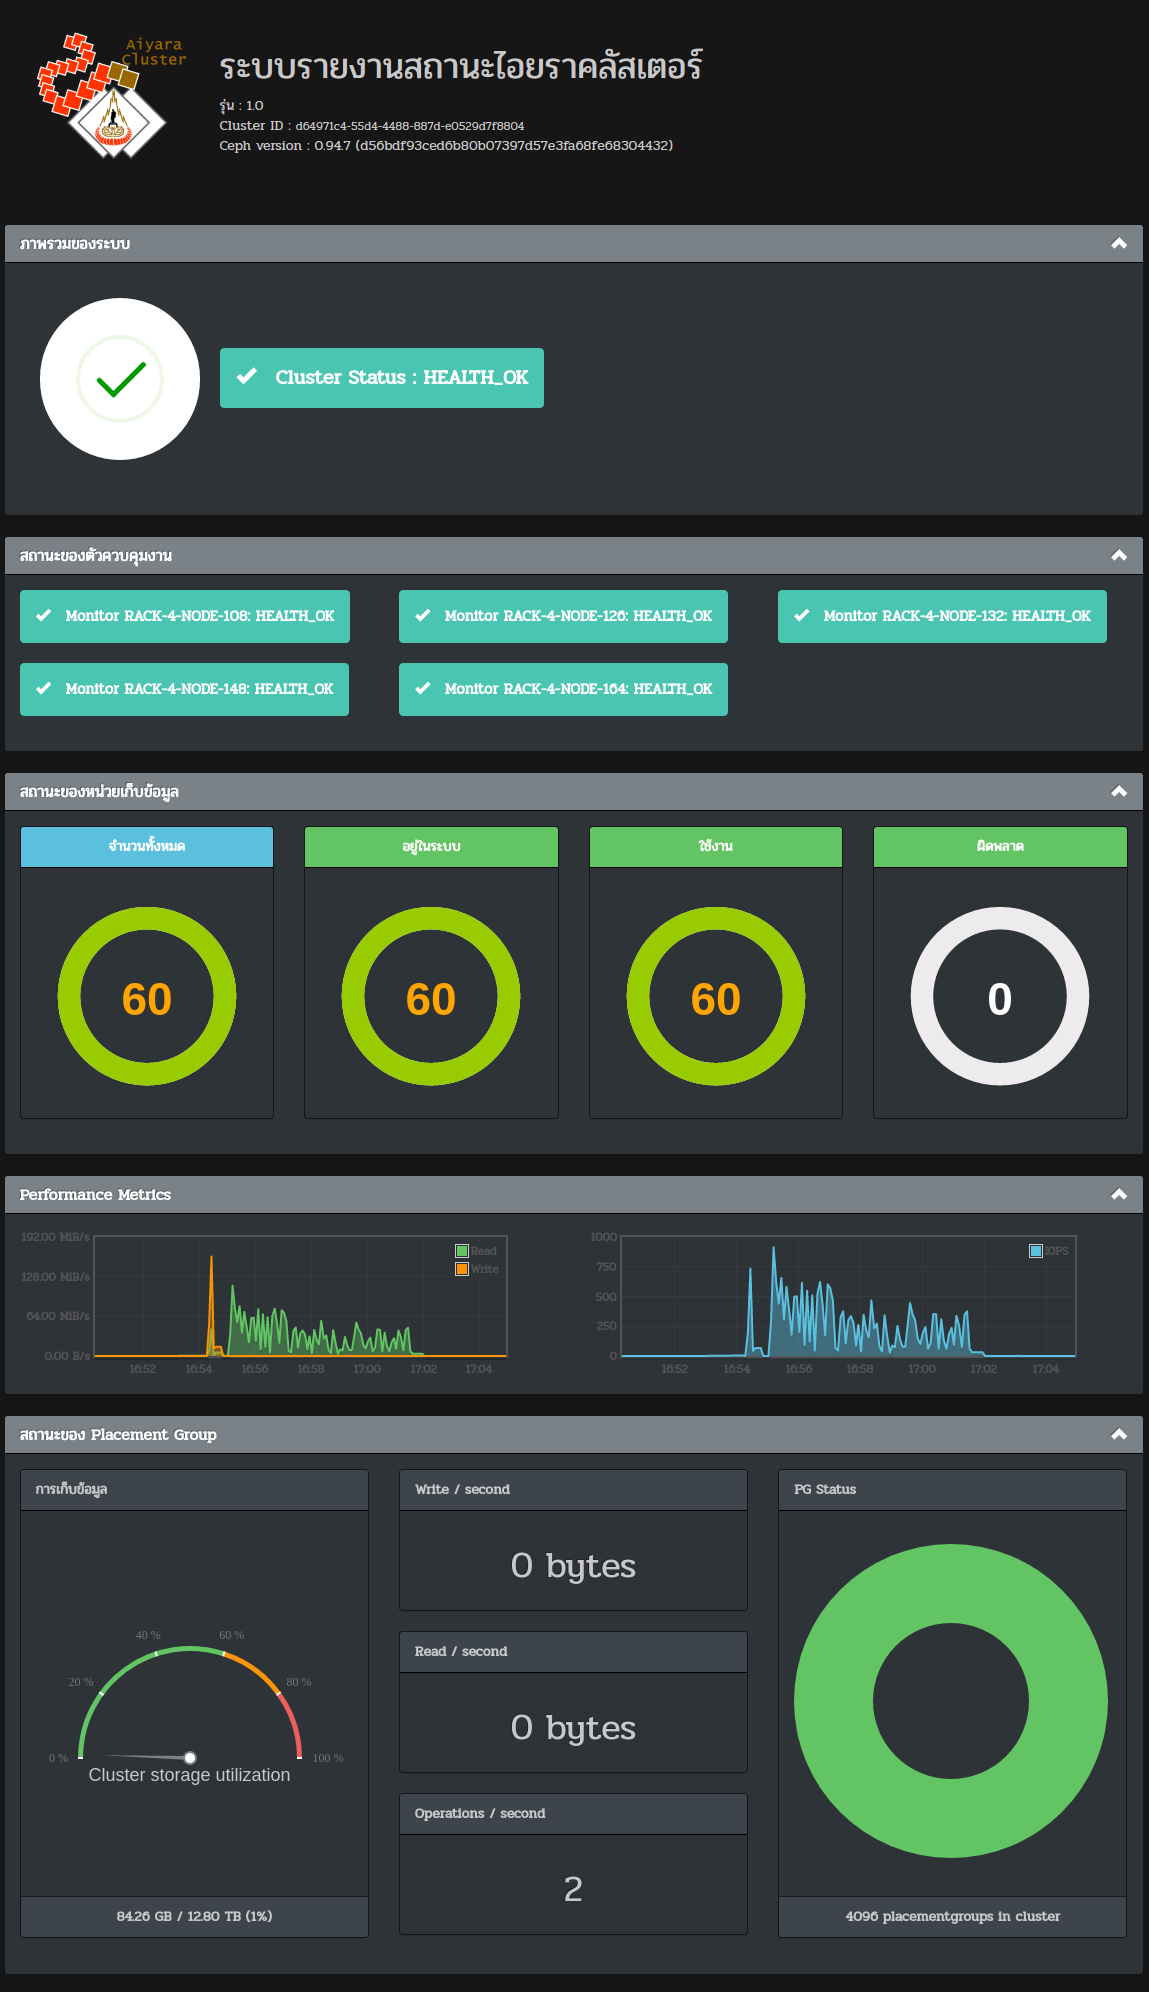 Aiyara
Cluster
ระบบรายงานสถานะไอยราคลัสเตอร์
รุ่น : 1.0
Cluster ID : d64971c4-55d4-4488-887d-e0529d7f8804
Ceph version : 0.94.7 (d56bdf93ced6b80b07397d57e3fa68fe68304432)
ภาพรวมของระบบ
Cluster Status : HEALTH_OK
สถานะของตัวควบคุมงาน
Monitor RACK-4-NODE-108: HEALTH_OK
Monitor RACK-4-NODE-126: HEALTH_OK
Monitor RACK-4-NODE-132: HEALTH_OK
Monitor RACK-4-NODE-148: HEALTH_OK
Monitor RACK-4-NODE-164: HEALTH_OK
สถานะของหน่วยเก็บข้อมูล
จำนวนทั้งหมด
อยู่ในระบบ
ใช้งาน
ผิดพลาด
60
60
60
0
Performance Metrics
192.00 MiB/s
128.00 MiB/s
64.00 MiB/s
0.00 B/s
Read
Write
16:52 16:54 16:56 16:58 17:00 17:02 17:04
1000
750
500
250
0
IOPS
16:52 16:54 16:56 16:58 17:00 17:02 17:04
สถานะของ Placement Group
การเก็บข้อมูล
0 %
20 %
40 %
60 %
80 %
100 %
Cluster storage utilization
84.26 GB / 12.80 TB (1%)
Write / second
0 bytes
Read / second
0 bytes
Operations / second
2
PG Status
4096 placementgroups in cluster